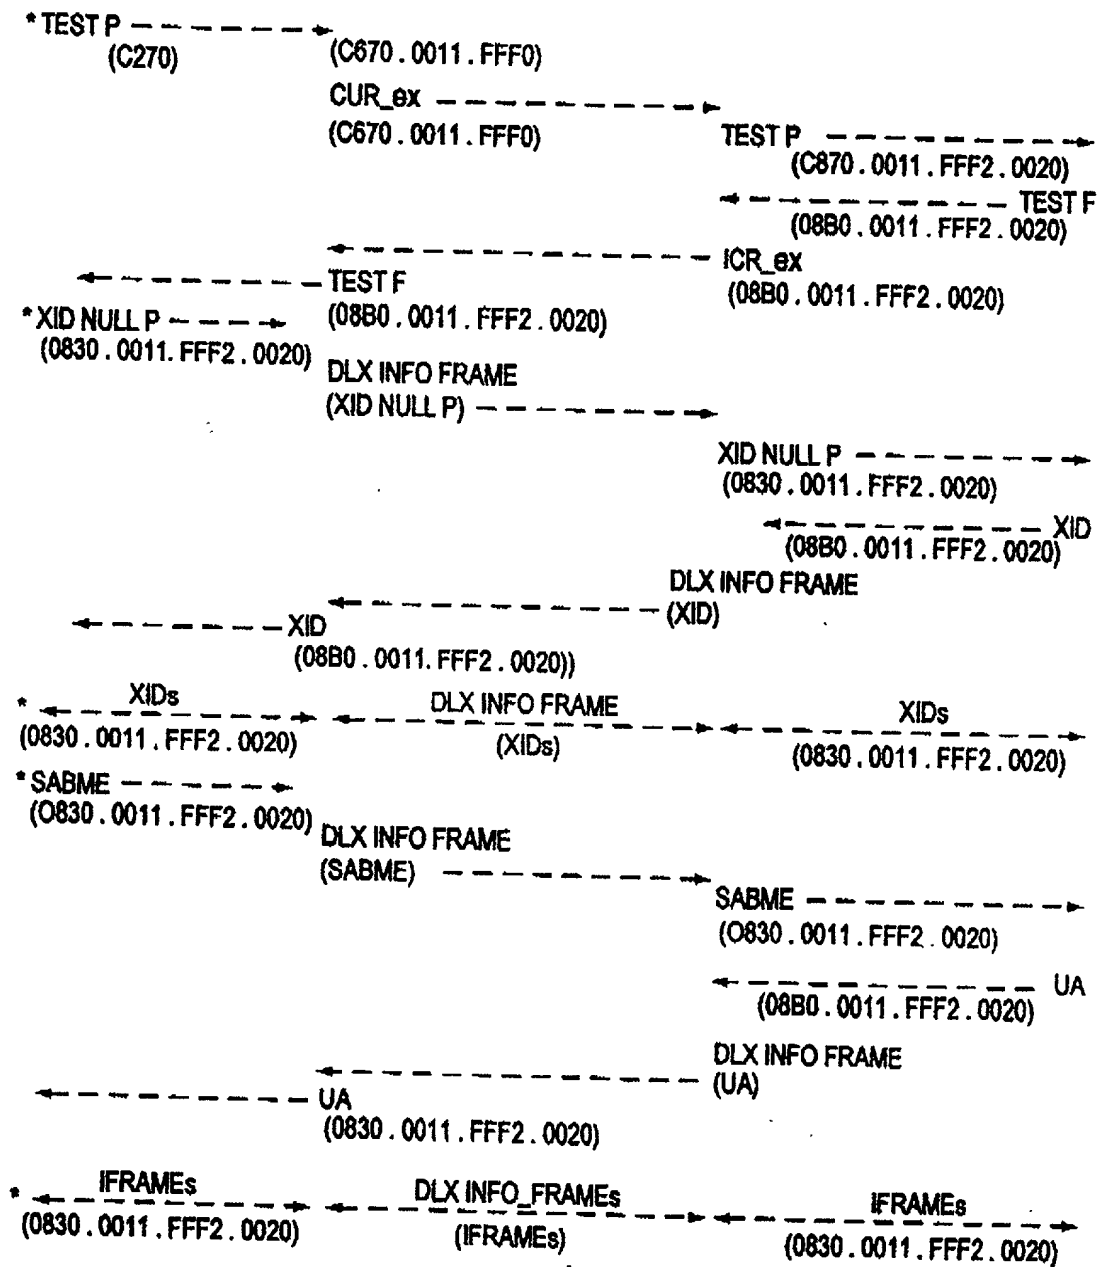 * TEST P
(C270)
(C670.0011.FFF0)
CUR_ex
(C670.0011.FFF0)
TEST P
(C870.0011.FFF2.0020)
TEST F
(08B0.0011.FFF2.0020)
ICR_ex
(08B0.0011.FFF2.0020)
TEST F
(08B0.0011.FFF2.0020)
* XID NULL P
(0830.0011.FFF2.0020)
DLX INFO FRAME
(XID NULL P)
XID NULL P
(0830.0011.FFF2.0020)
XID
(08B0.0011.FFF2.0020)
DLX INFO FRAME
(XID)
XID
(08B0.0011.FFF2.0020))
* XIDs DLX INFO FRAME XIDs
(0830.0011.FFF2.0020) (XIDs) (0830.0011.FFF2.0020)
* SABME
(O830.0011.FFF2.0020)
DLX INFO FRAME
(SABME)
SABME
(O830.0011.FFF2.0020)
UA
(08B0.0011.FFF2.0020)
DLX INFO FRAME
(UA)
UA
(0830.0011.FFF2.0020)
* IFRAMEs DLX INFO_FRAMEs IFRAMEs
(0830.0011.FFF2.0020) (IFRAMEs) (0830.0011.FFF2.0020)